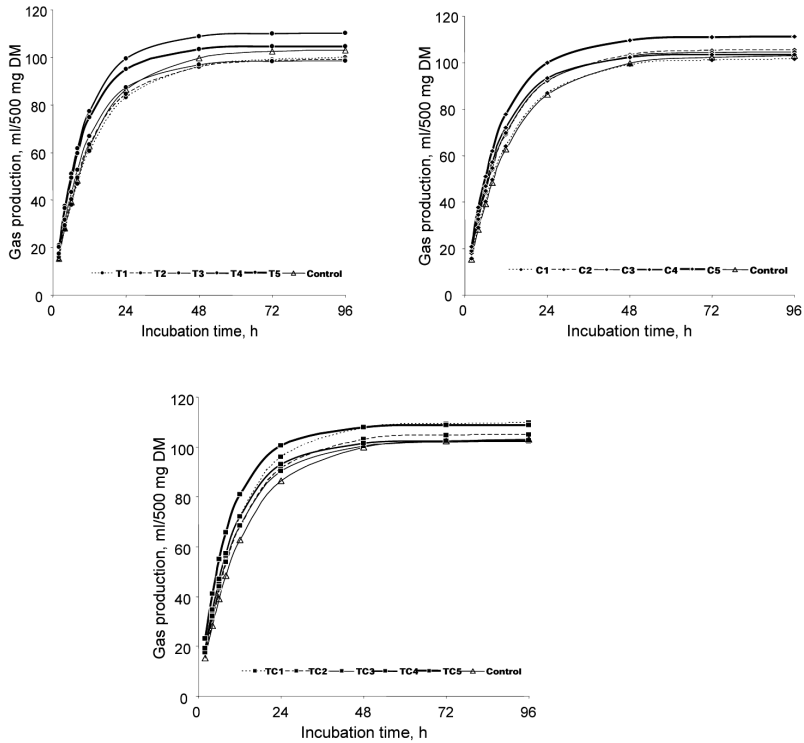 Gas production, ml/500 mg DM
120
100
80
60
40
20
0
T1 T2 T3 T4 T5 Control
0 24 48 72 96
Incubation time, h
Gas production, ml/500 mg DM
120
100
80
60
40
20
0
C1 C2 C3 C4 C5 Control
0 24 48 72 96
Incubation time, h
Gas production, ml/500 mg DM
120
100
80
60
40
20
0
TC1 TC2 TC3 TC4 TC5 Control
0 24 48 72 96
Incubation time, h